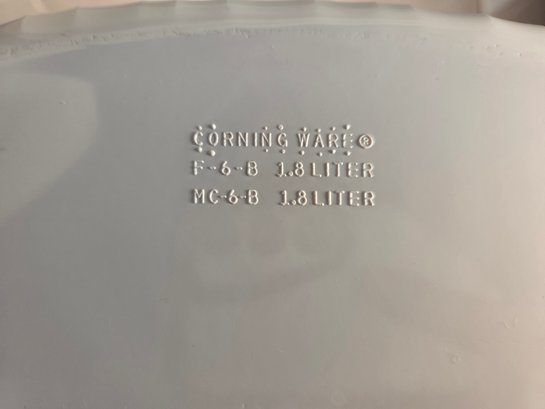 CORNING WARE®
F-6-B 1.8 LITER
MC-6-B 1.8 LITER